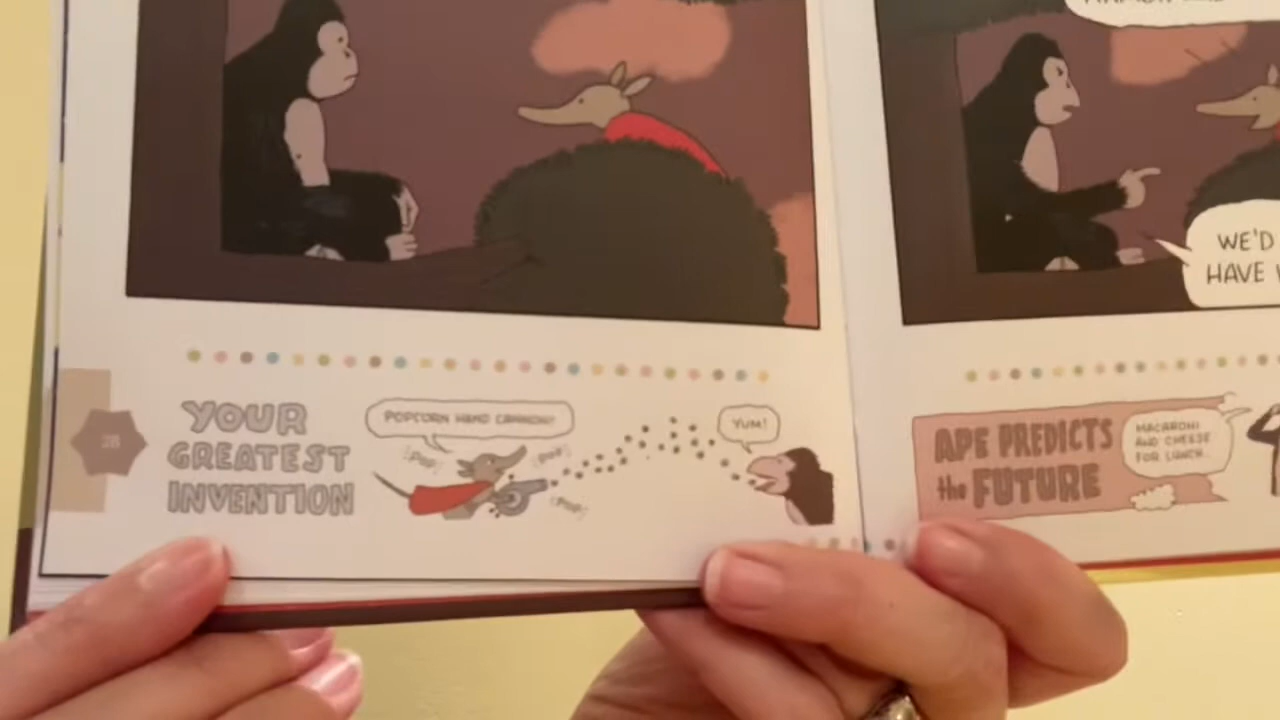 28
YOUR
GREATEST
INVENTION
POPCORN HAND CANNON!
POP!
POP!
POP!
YUM!
WE'D
HAVE
APE PREDICTS
the FUTURE
MACARONI
AND CHEESE
FOR LUNCH...